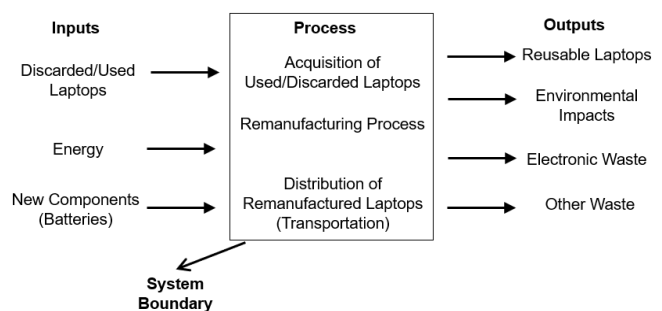 Inputs
Process
Outputs
Discarded/Used
Laptops
Energy
New Components
(Batteries)
Acquisition of
Used/Discarded Laptops
Remanufacturing Process
Distribution of
Remanufactured Laptops
(Transportation)
Reusable Laptops
Environmental
Impacts
Electronic Waste
Other Waste
System
Boundary